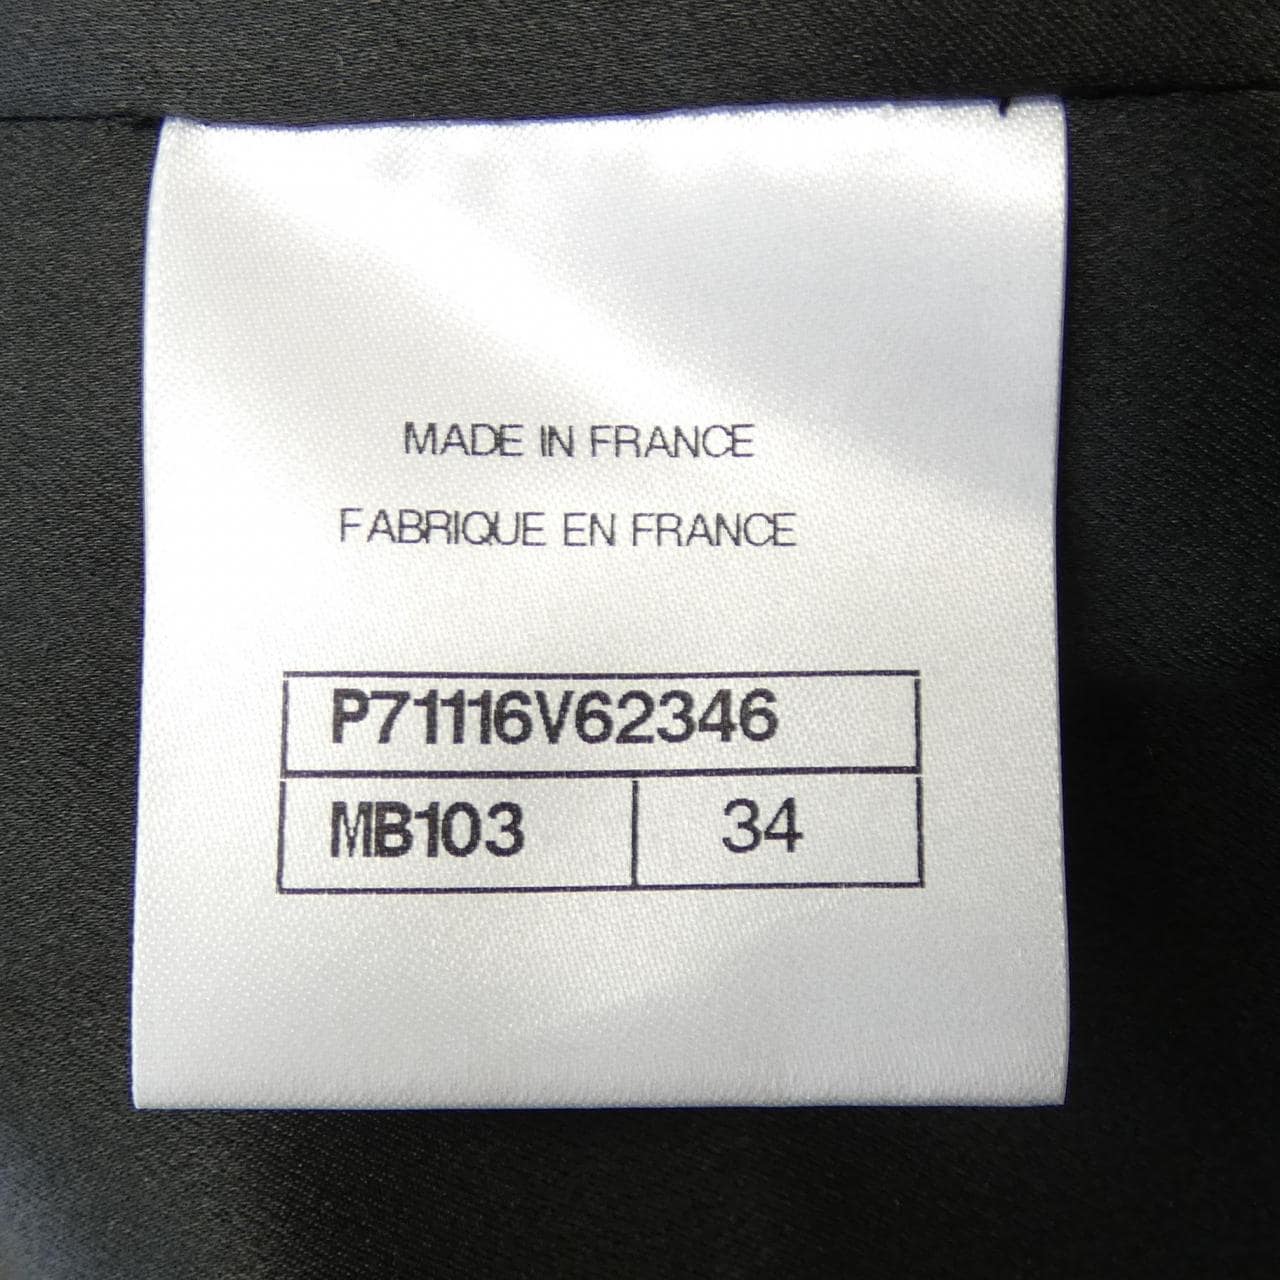 MADE IN FRANCE
FABRIQUE EN FRANCE
P71116V62346
MB103 34